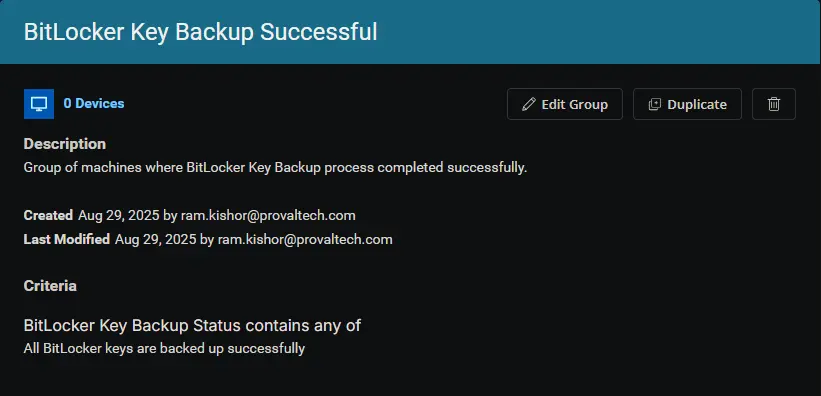 BitLocker Key Backup Successful
0 Devices
Edit Group
Duplicate
Description
Group of machines where BitLocker Key Backup process completed successfully.
Created Aug 29, 2025 by ram.kishor@provaltech.com
Last Modified Aug 29, 2025 by ram.kishor@provaltech.com
Criteria
BitLocker Key Backup Status contains any of
All BitLocker keys are backed up successfully